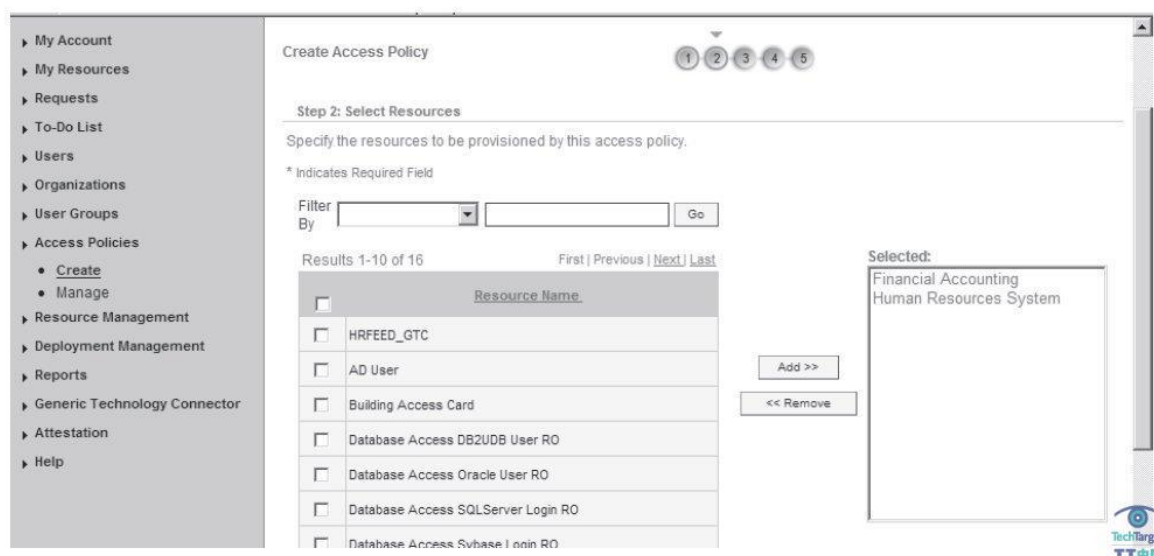 My Account
My Resources
Requests
To-Do List
Users
Organizations
User Groups
Access Policies
Create
Manage
Resource Management
Deployment Management
Reports
Generic Technology Connector
Attestation
Help
Create Access Policy
1 2 3 4 5
Step 2: Select Resources
Specify the resources to be provisioned by this access policy.
* Indicates Required Field
Filter By
Go
Results 1-10 of 16
First | Previous | Next | Last
Resource Name
HRFEED_GTC
AD User
Building Access Card
Database Access DB2UDB User RO
Database Access Oracle User RO
Database Access SQLServer Login RO
Database Access Sybase Login RO
Add >>
<< Remove
Selected:
Financial Accounting
Human Resources System
TechTarg